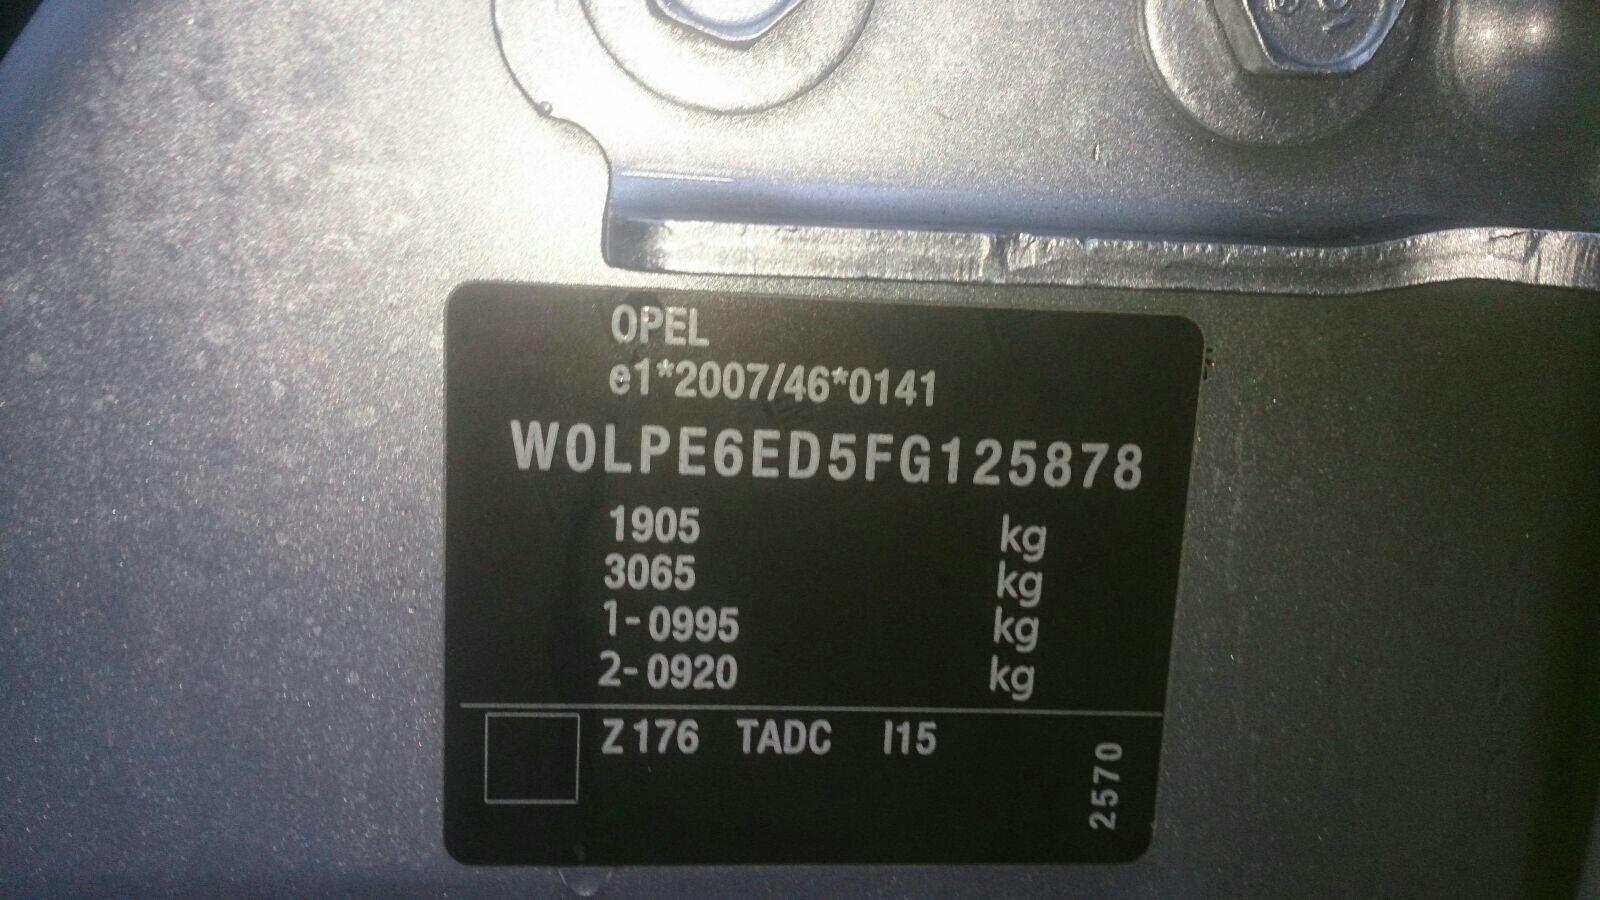 OPEL
e1*2007/46*0141
W0LPE6ED5FG125878
1905 kg
3065 kg
1-0995 kg
2-0920 kg
Z176 TADC I15
2570